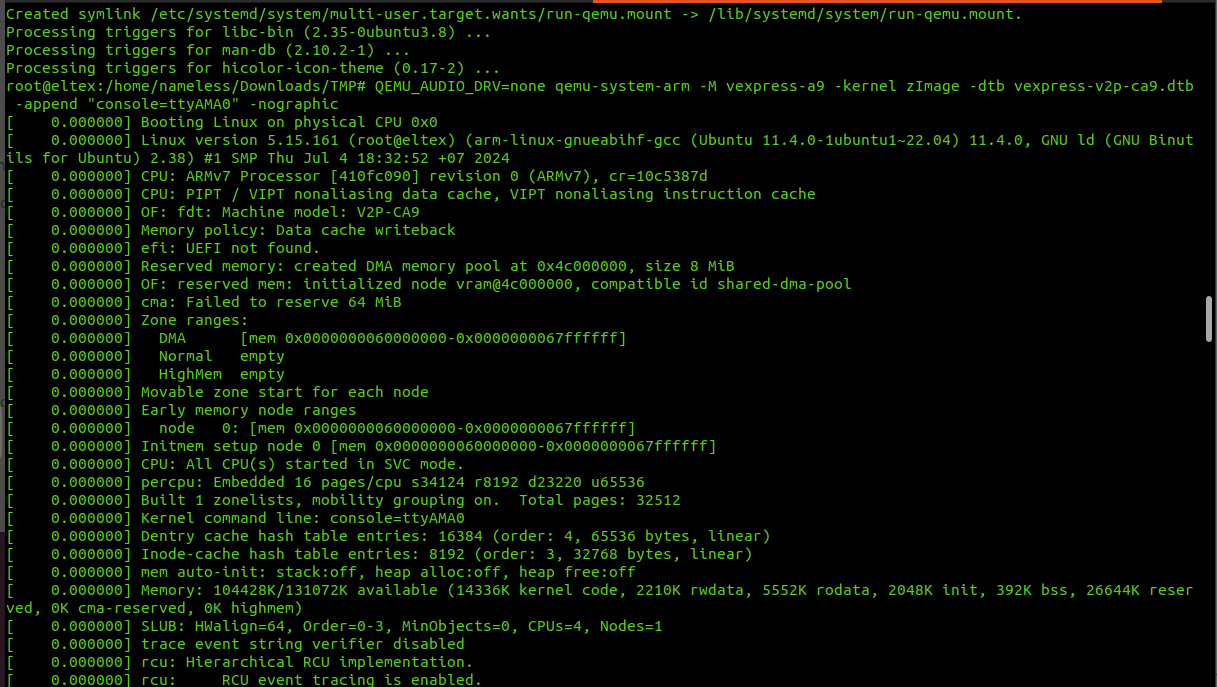 Created symlink /etc/systemd/system/multi-user.target.wants/run-qemu.mount -> /lib/systemd/system/run-qemu.mount.
Processing triggers for libc-bin (2.35-0ubuntu3.8) ...
Processing triggers for man-db (2.10.2-1) ...
Processing triggers for hicolor-icon-theme (0.17-2) ...
root@eltex:/home/nameless/Downloads/TMP# QEMU_AUDIO_DRV=none qemu-system-arm -M vexpress-a9 -kernel zImage -dtb vexpress-v2p-ca9.dtb
 -append "console=ttyAMA0" -nographic
[    0.000000] Booting Linux on physical CPU 0x0
[    0.000000] Linux version 5.15.161 (root@eltex) (arm-linux-gnueabihf-gcc (Ubuntu 11.4.0-1ubuntu1~22.04) 11.4.0, GNU ld (GNU Binut
ils for Ubuntu) 2.38) #1 SMP Thu Jul 4 18:32:52 +07 2024
[    0.000000] CPU: ARMv7 Processor [410fc090] revision 0 (ARMv7), cr=10c5387d
[    0.000000] CPU: PIPT / VIPT nonaliasing data cache, VIPT nonaliasing instruction cache
[    0.000000] OF: fdt: Machine model: V2P-CA9
[    0.000000] Memory policy: Data cache writeback
[    0.000000] efi: UEFI not found.
[    0.000000] Reserved memory: created DMA memory pool at 0x4c000000, size 8 MiB
[    0.000000] OF: reserved mem: initialized node vram@4c000000, compatible id shared-dma-pool
[    0.000000] cma: Failed to reserve 64 MiB
[    0.000000] Zone ranges:
[    0.000000]   DMA      [mem 0x0000000060000000-0x0000000067ffffff]
[    0.000000]   Normal   empty
[    0.000000]   HighMem  empty
[    0.000000] Movable zone start for each node
[    0.000000] Early memory node ranges
[    0.000000]   node   0: [mem 0x0000000060000000-0x0000000067ffffff]
[    0.000000] Initmem setup node 0 [mem 0x0000000060000000-0x0000000067ffffff]
[    0.000000] CPU: All CPU(s) started in SVC mode.
[    0.000000] percpu: Embedded 16 pages/cpu s34124 r8192 d23220 u65536
[    0.000000] Built 1 zonelists, mobility grouping on.  Total pages: 32512
[    0.000000] Kernel command line: console=ttyAMA0
[    0.000000] Dentry cache hash table entries: 16384 (order: 4, 65536 bytes, linear)
[    0.000000] Inode-cache hash table entries: 8192 (order: 3, 32768 bytes, linear)
[    0.000000] mem auto-init: stack:off, heap alloc:off, heap free:off
[    0.000000] Memory: 104428K/131072K available (14336K kernel code, 2210K rwdata, 5552K rodata, 2048K init, 392K bss, 26644K reser
ved, 0K cma-reserved, 0K highmem)
[    0.000000] SLUB: HWalign=64, Order=0-3, MinObjects=0, CPUs=4, Nodes=1
[    0.000000] trace event string verifier disabled
[    0.000000] rcu: Hierarchical RCU implementation.
[    0.000000] rcu:     RCU event tracing is enabled.